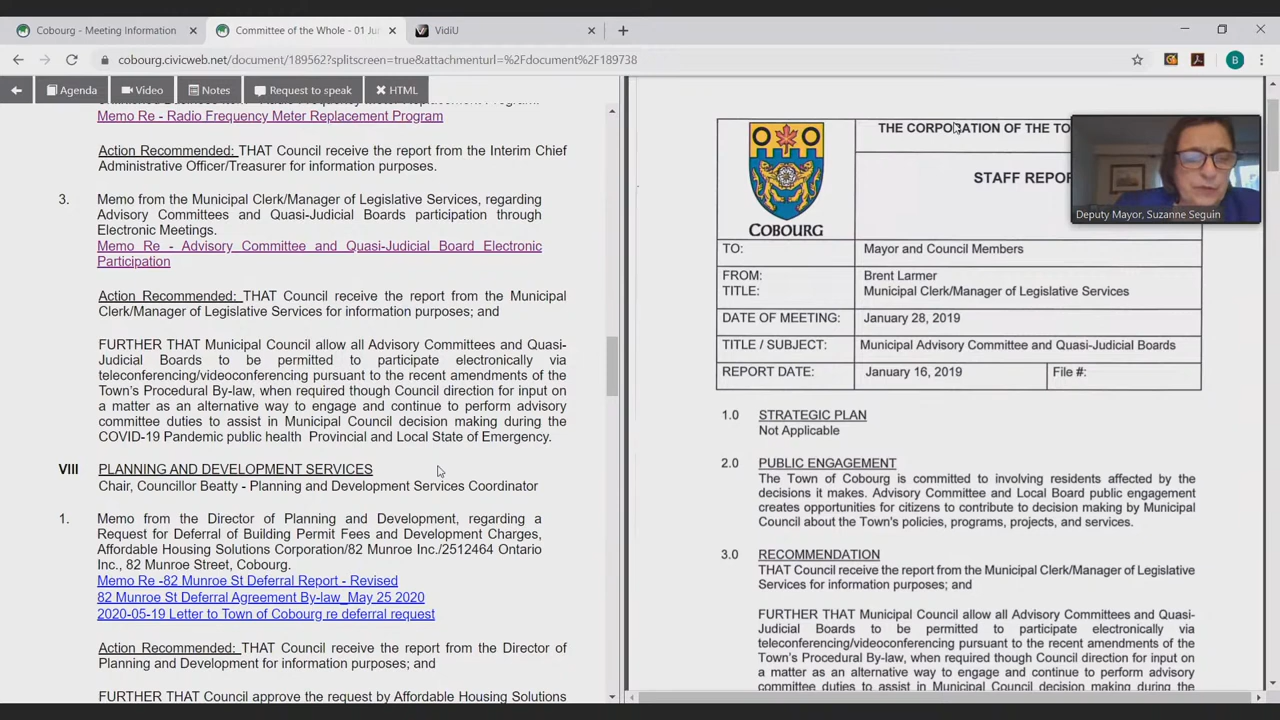 Cobourg - Meeting Information
Committee of the Whole - 01 Ju
VidiU
cobourg.civicweb.net/document/189562?splitscreen=true&attachmenturl=%2Fdocument%2F189738
B
Agenda
Video
Notes
Request to speak
HTML
Memo Re - Radio Frequency Meter Replacement Program
Action Recommended: THAT Council receive the report from the Interim Chief
Administrative Officer/Treasurer for information purposes.
3. Memo from the Municipal Clerk/Manager of Legislative Services, regarding
Advisory Committees and Quasi-Judicial Boards participation through
Electronic Meetings.
Memo Re - Advisory Committee and Quasi-Judicial Board Electronic
Participation
Action Recommended: THAT Council receive the report from the Municipal
Clerk/Manager of Legislative Services for information purposes; and
FURTHER THAT Municipal Council allow all Advisory Committees and Quasi-
Judicial Boards to be permitted to participate electronically via
teleconferencing/videoconferencing pursuant to the recent amendments of the
Town's Procedural By-law, when required though Council direction for input on
a matter as an alternative way to engage and continue to perform advisory
committee duties to assist in Municipal Council decision making during the
COVID-19 Pandemic public health Provincial and Local State of Emergency.
VIII PLANNING AND DEVELOPMENT SERVICES
Chair, Councillor Beatty - Planning and Development Services Coordinator
1. Memo from the Director of Planning and Development, regarding a
Request for Deferral of Building Permit Fees and Development Charges,
Affordable Housing Solutions Corporation/82 Munroe Inc./2512464 Ontario
Inc., 82 Munroe Street, Cobourg.
Memo Re -82 Munroe St Deferral Report - Revised
82 Munroe St Deferral Agreement By-law_May 25 2020
2020-05-19 Letter to Town of Cobourg re deferral request
Action Recommended: THAT Council receive the report from the Director of
Planning and Development for information purposes; and
FURTHER THAT Council approve the request by Affordable Housing Solutions
COBOURG
THE CORPORATION OF THE TO
STAFF REPOR
Deputy Mayor, Suzanne Seguin
TO: Mayor and Council Members
FROM: Brent Larmer
TITLE: Municipal Clerk/Manager of Legislative Services
DATE OF MEETING: January 28, 2019
TITLE / SUBJECT: Municipal Advisory Committee and Quasi-Judicial Boards
REPORT DATE: January 16, 2019 File #:
1.0 STRATEGIC PLAN
Not Applicable
2.0 PUBLIC ENGAGEMENT
The Town of Cobourg is committed to involving residents affected by the
decisions it makes. Advisory Committee and Local Board public engagement
creates opportunities for citizens to contribute to decision making by Municipal
Council about the Town's policies, programs, projects, and services.
3.0 RECOMMENDATION
THAT Council receive the report from the Municipal Clerk/Manager of Legislative
Services for information purposes; and
FURTHER THAT Municipal Council allow all Advisory Committees and Quasi-
Judicial Boards to be permitted to participate electronically via
teleconferencing/videoconferencing pursuant to the recent amendments of the
Town's Procedural By-law, when required though Council direction for input on
a matter as an alternative way to engage and continue to perform advisory
committee duties to assist in Municipal Council decision making during the